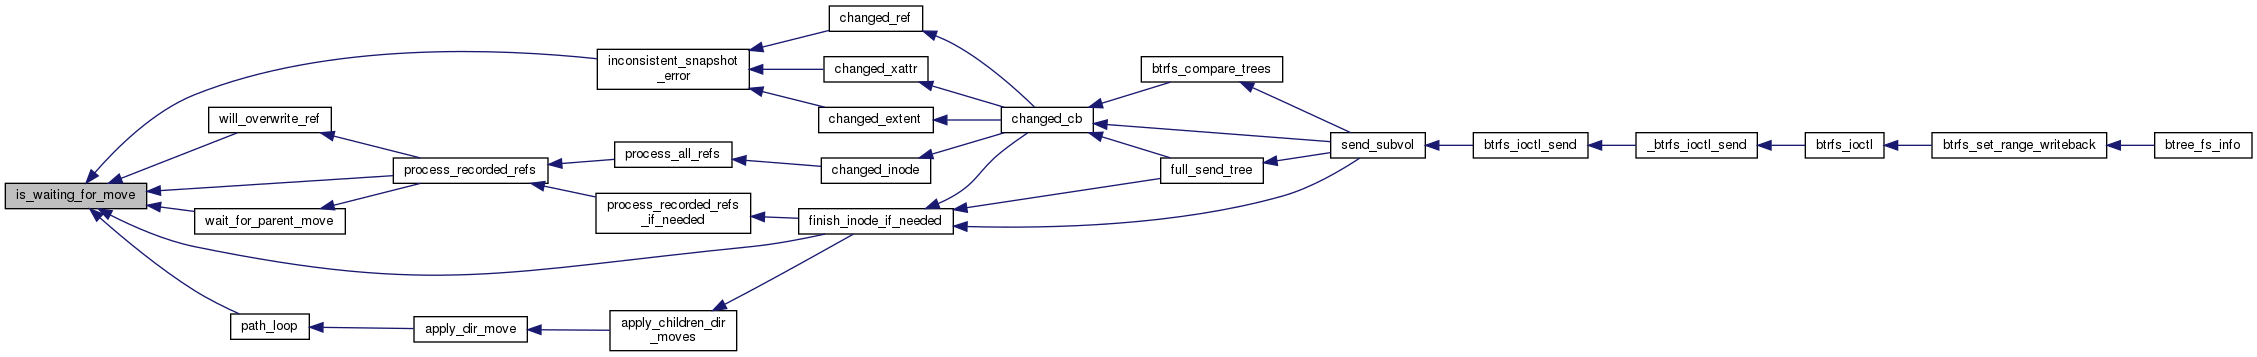 is_waiting_for_move
inconsistent_snapshot
_error
will_overwrite_ref
process_recorded_refs
wait_for_parent_move
finish_inode_if_needed
path_loop
changed_ref
changed_xattr
changed_extent
changed_cb
btrfs_compare_trees
send_subvol
full_send_tree
btrfs_ioctl_send
_btrfs_ioctl_send
btrfs_ioctl
btrfs_set_range_writeback
btree_fs_info
process_all_refs
changed_inode
process_recorded_refs
_if_needed
apply_dir_move
apply_children_dir
_moves